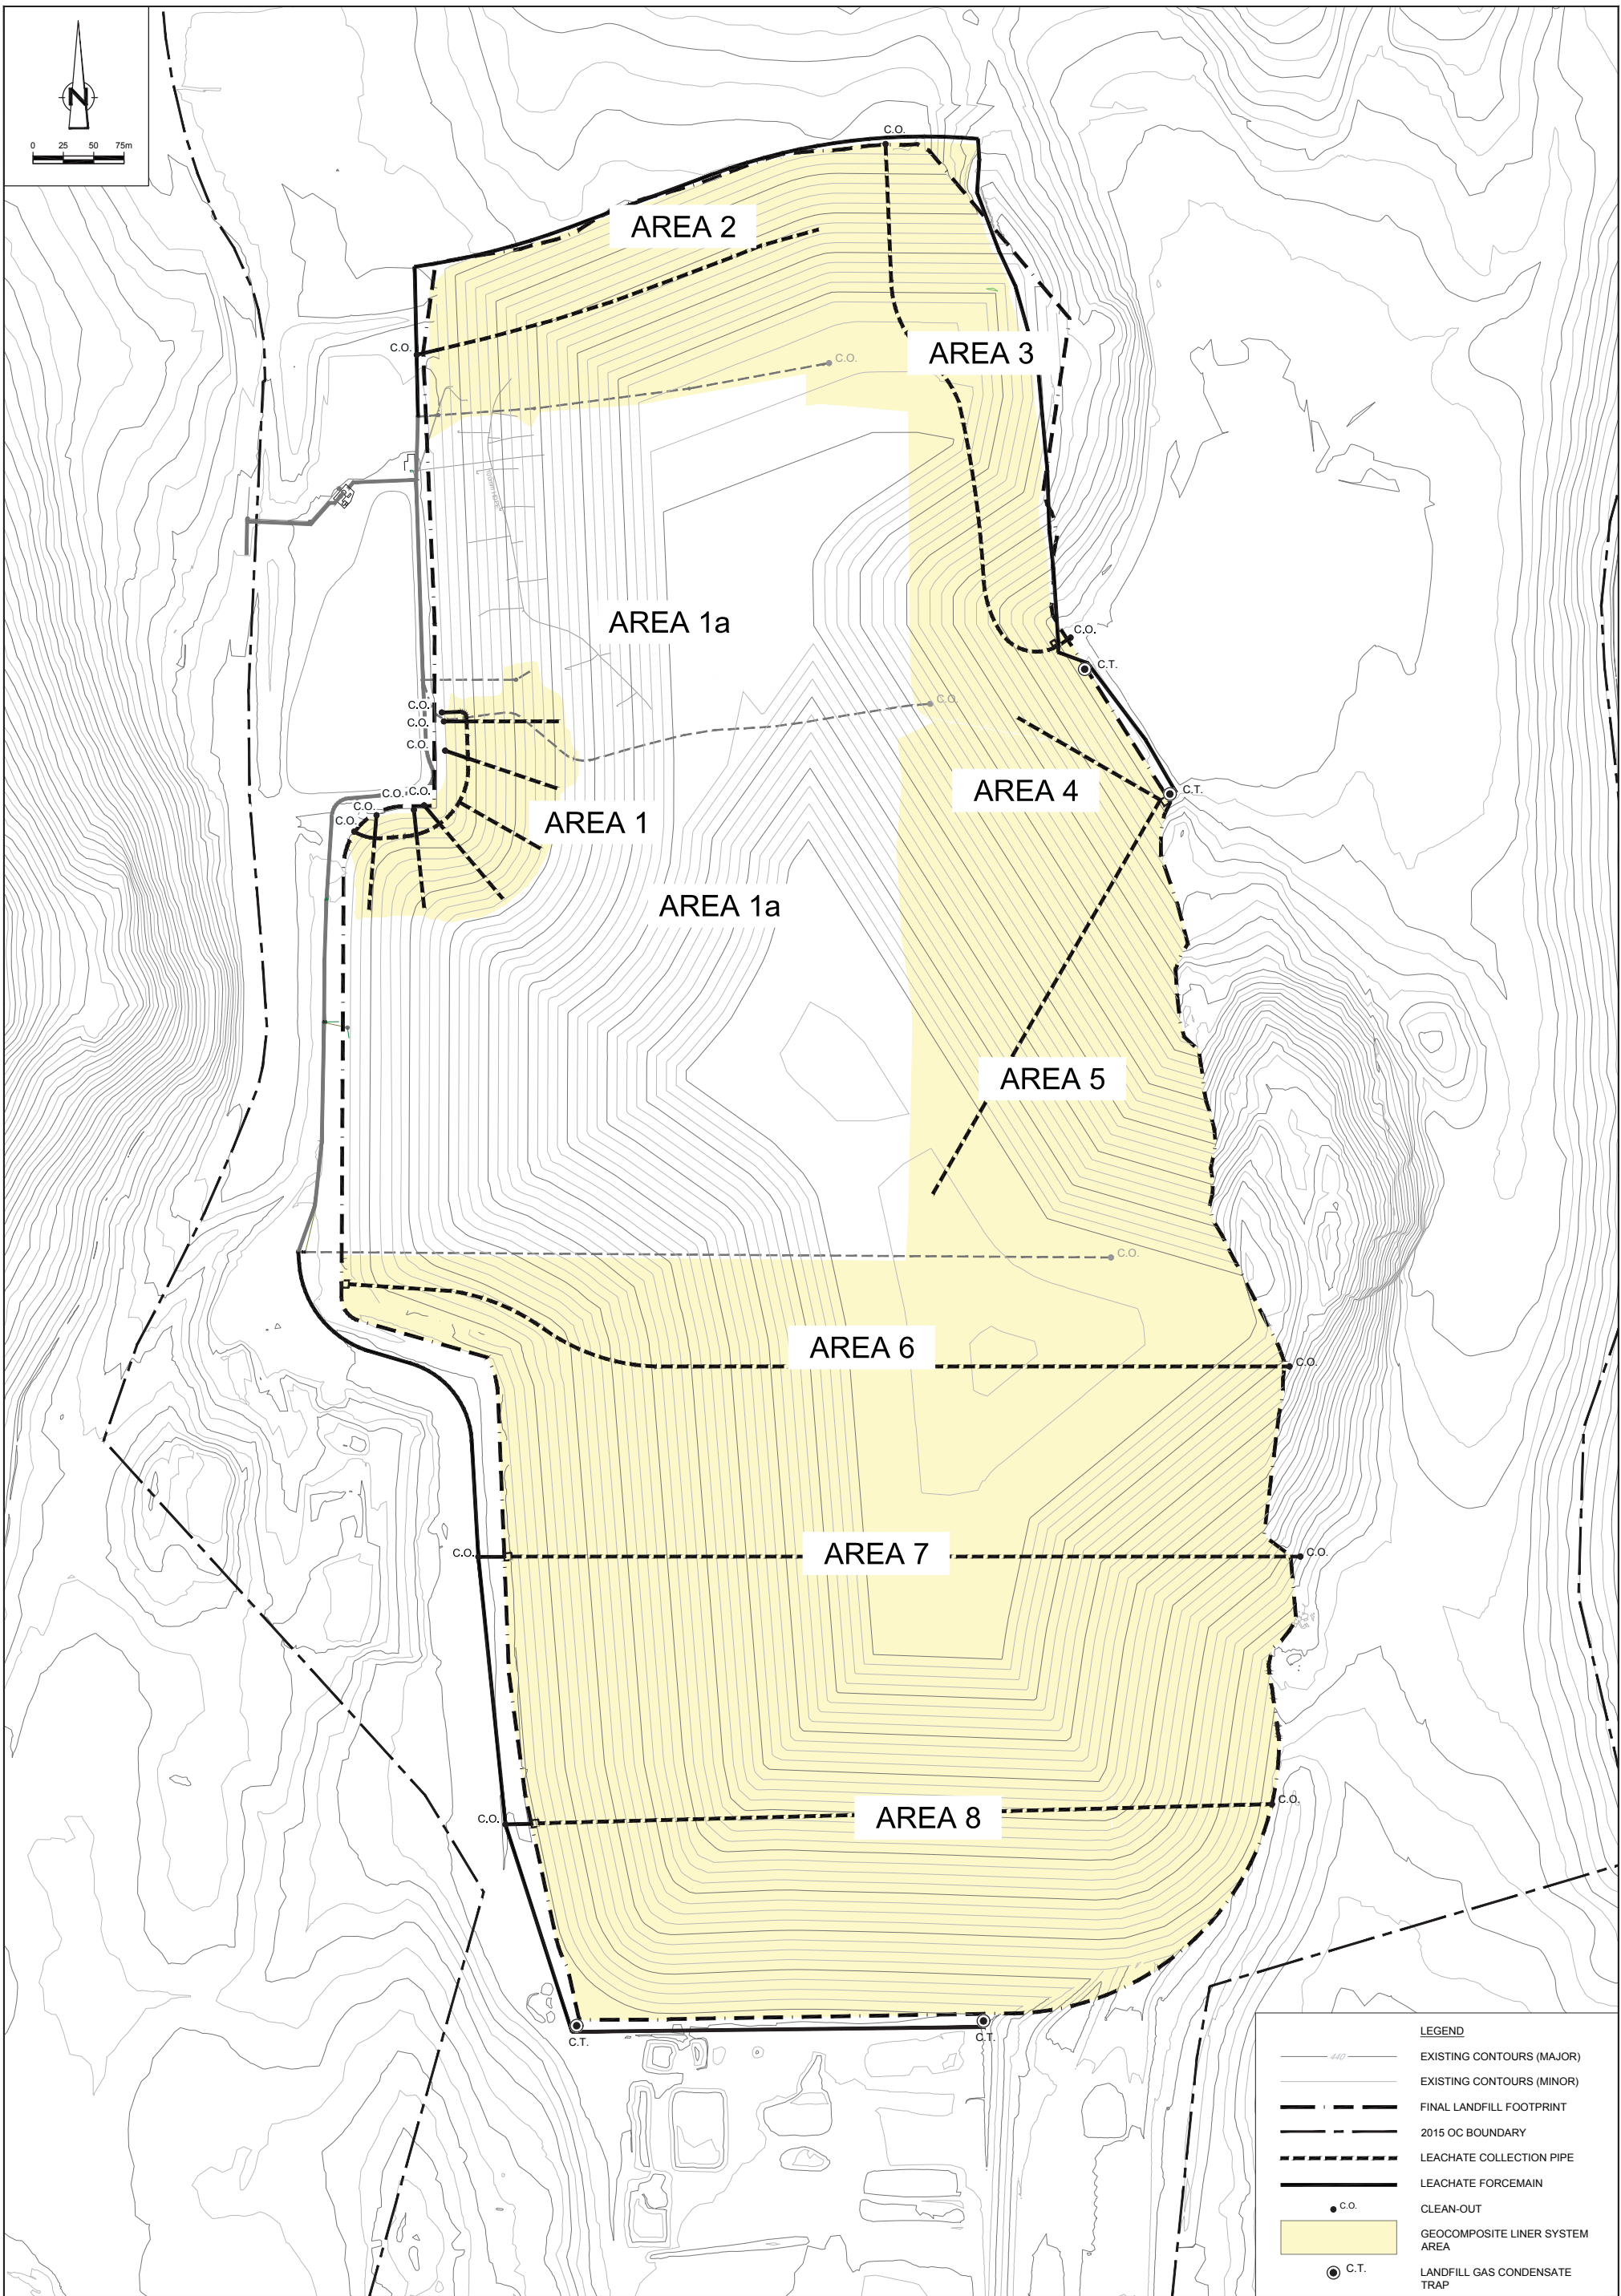 N
0 25 50 75m
C.O.
AREA 2
C.O.
AREA 3
C.O.
AREA 1a
C.O.
C.T.
C.O.
C.O.
C.O.
C.O.
AREA 4
C.T.
C.O. C.O.
C.O.
C.O.
AREA 1
AREA 1a
AREA 5
C.O.
AREA 6
C.O.
C.O.
AREA 7
C.O.
C.O.
AREA 8
C.O.
C.T.
C.T.
LEGEND
440 EXISTING CONTOURS (MAJOR)
EXISTING CONTOURS (MINOR)
FINAL LANDFILL FOOTPRINT
2015 OC BOUNDARY
LEACHATE COLLECTION PIPE
LEACHATE FORCEMAIN
C.O. CLEAN-OUT
GEOCOMPOSITE LINER SYSTEM
AREA
C.T. LANDFILL GAS CONDENSATE
TRAP